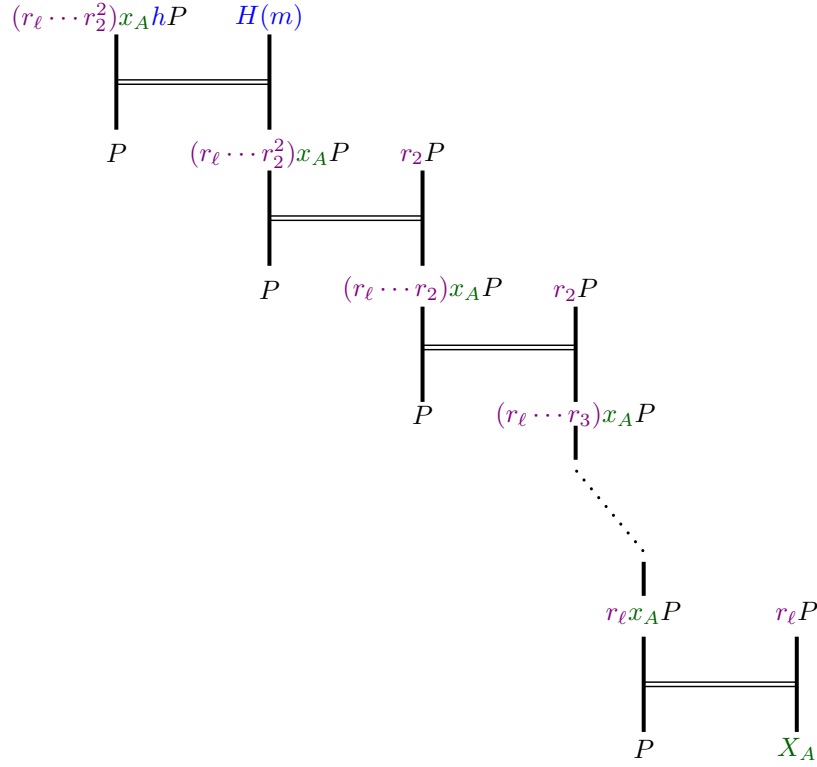 (r_ℓ ⋯ r_2^2)x_A hP H(m)
P (r_ℓ ⋯ r_2^2)x_A P r_2 P
P (r_ℓ ⋯ r_2)x_A P r_2 P
P (r_ℓ ⋯ r_3)x_A P
r_ℓ x_A P r_ℓ P
P X_A